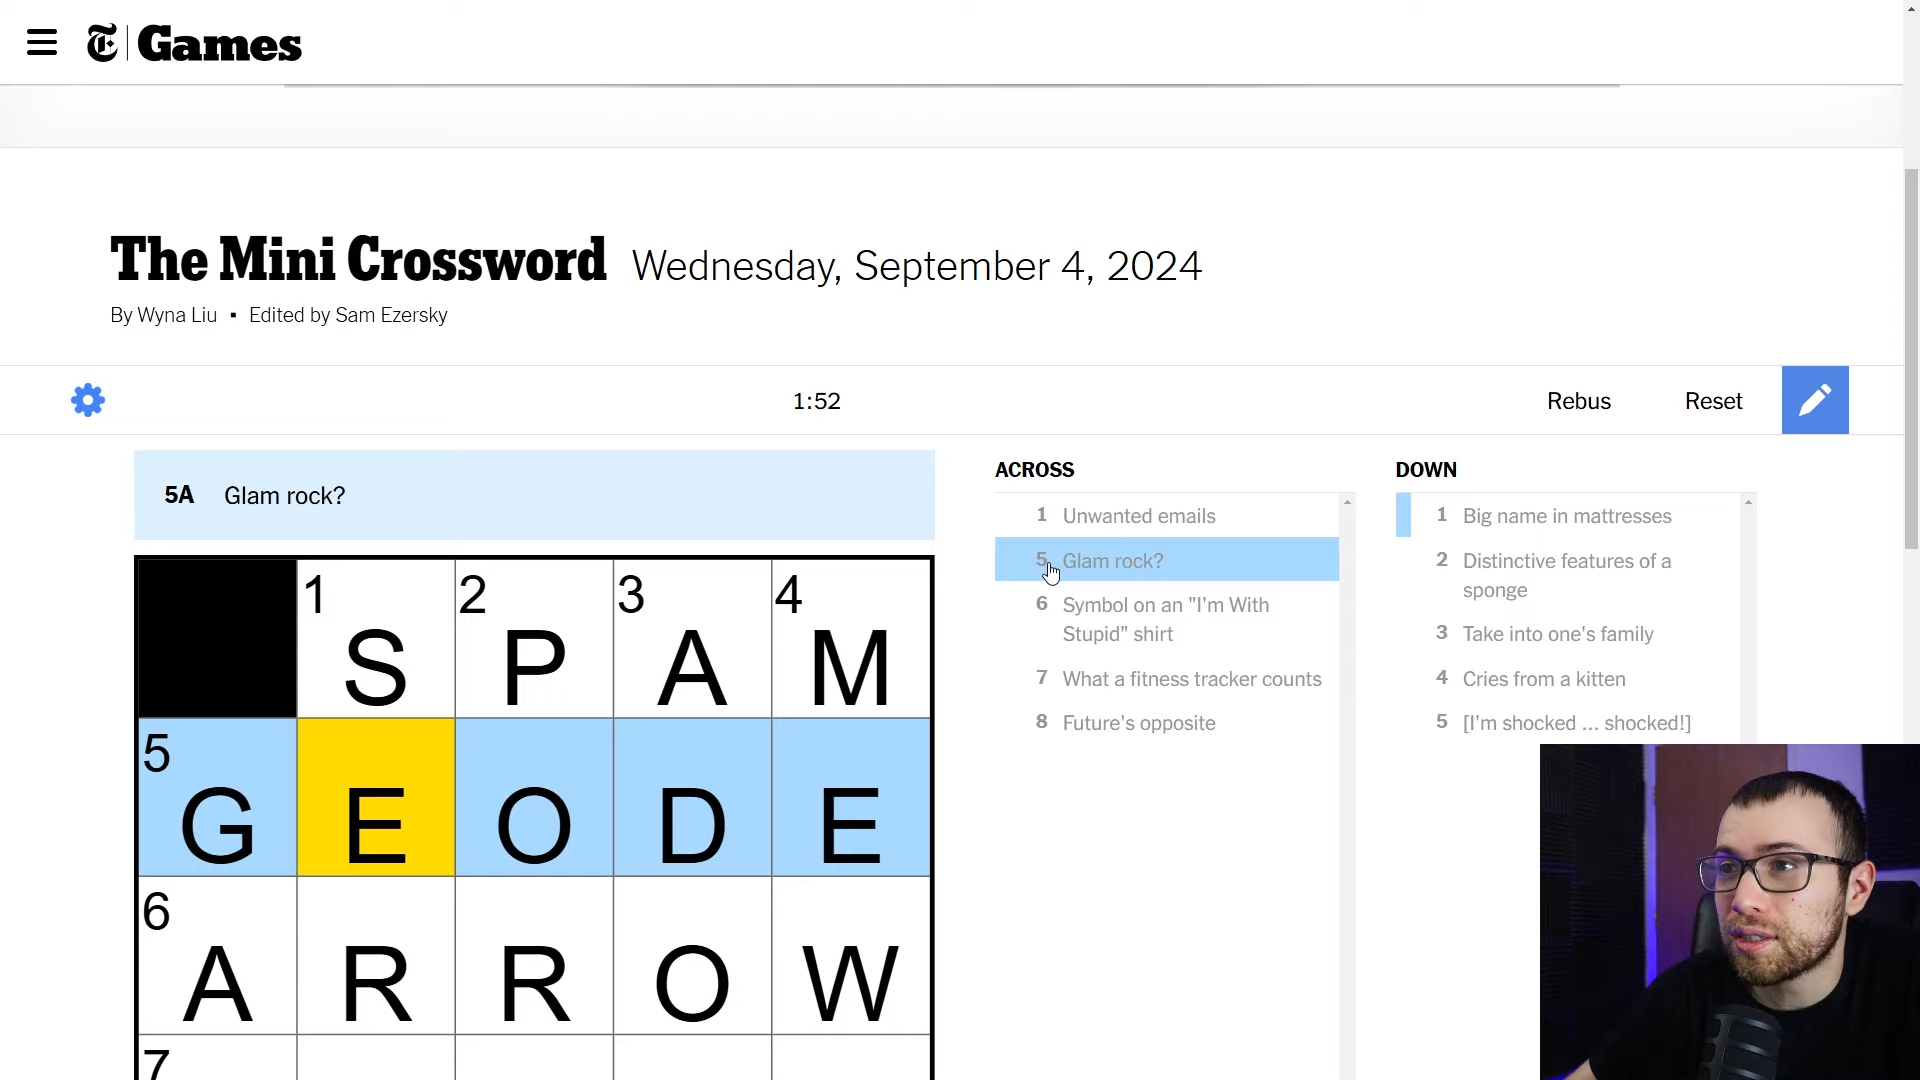 T Games
The Mini Crossword Wednesday, September 4, 2024
By Wyna Liu ▪ Edited by Sam Ezersky
1:52
Rebus
Reset
5A Glam rock?
1 2 3 4
S P A M
5
G E O D E
6
A R R O W
7
ACROSS
1 Unwanted emails
5 Glam rock?
6 Symbol on an "I'm With
Stupid" shirt
7 What a fitness tracker counts
8 Future's opposite
DOWN
1 Big name in mattresses
2 Distinctive features of a
sponge
3 Take into one's family
4 Cries from a kitten
5 [I'm shocked ... shocked!]